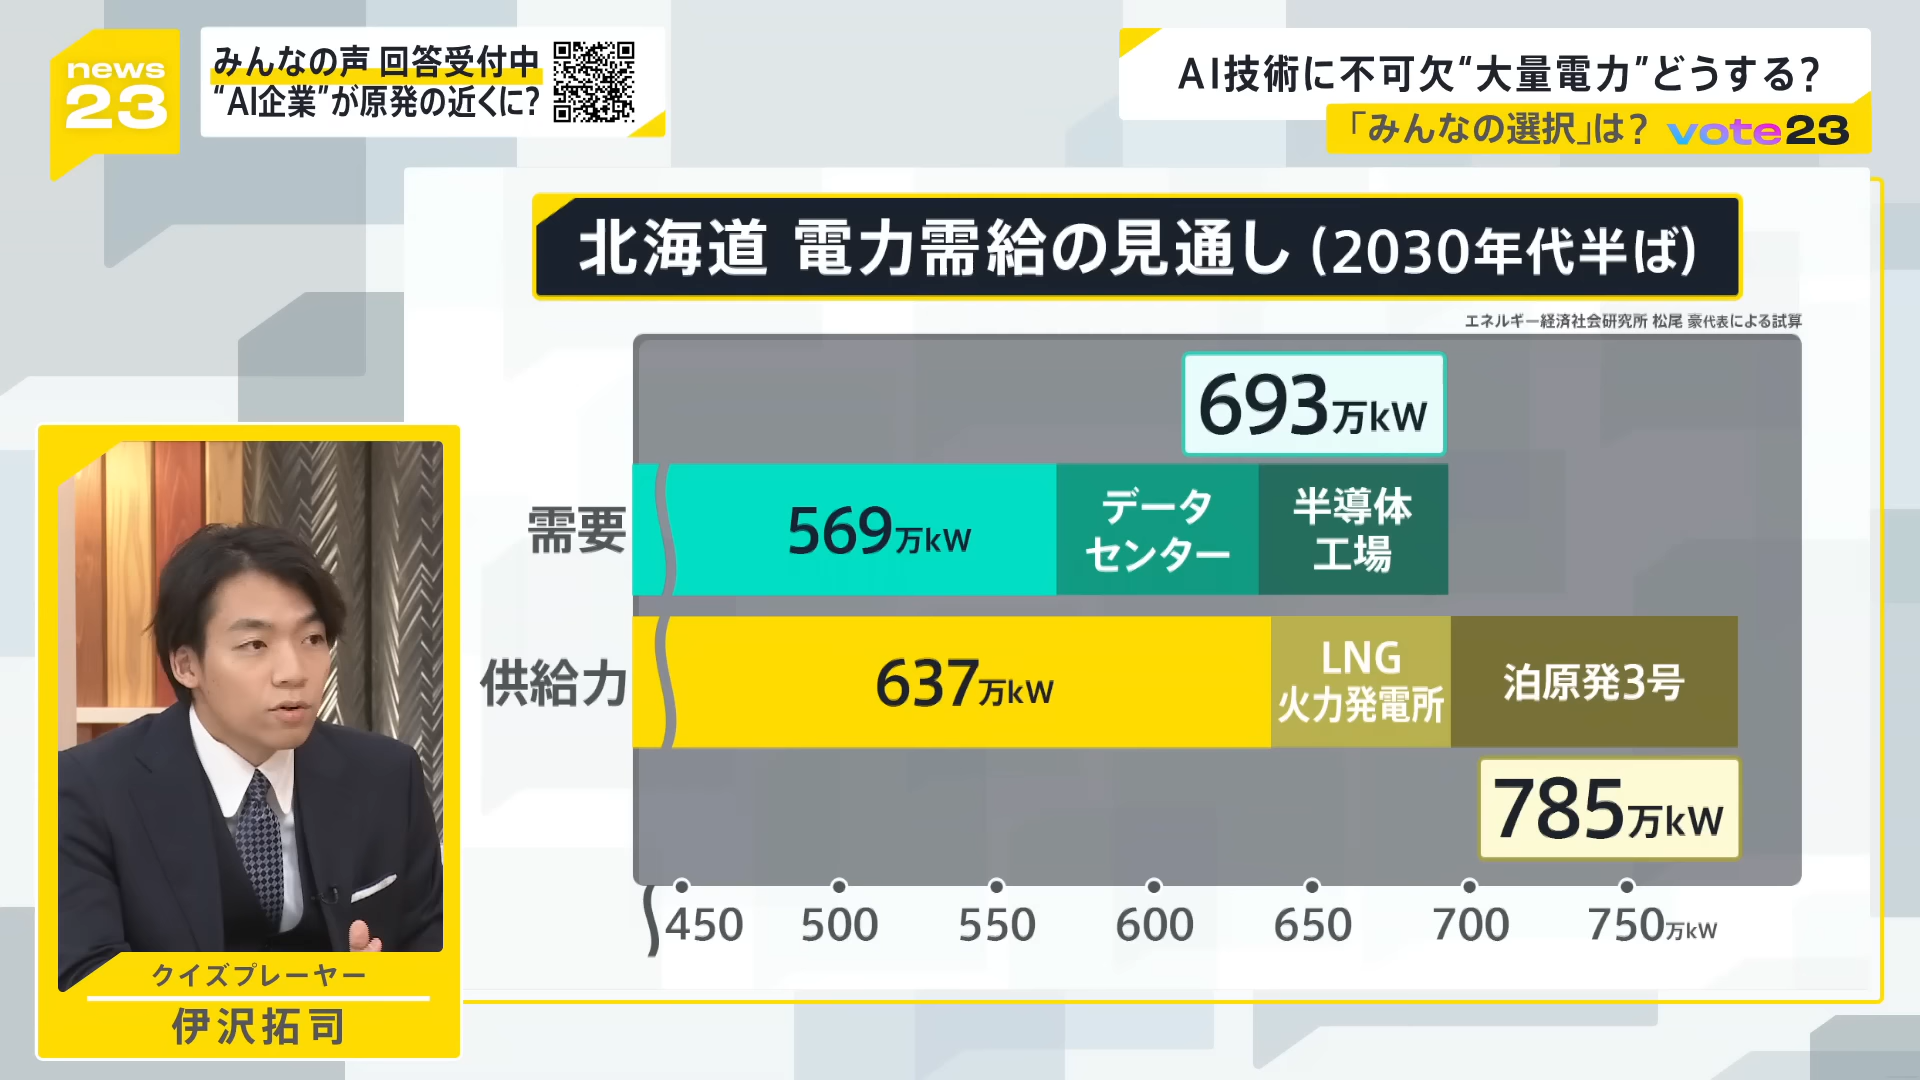 news
23
みんなの声 回答受付中
“AI企業”が原発の近くに?
AI技術に不可欠“大量電力”どうする?
「みんなの選択」は? vote23
北海道 電力需給の見通し(2030年代半ば)
エネルギー経済社会研究所 松尾 豪代表による試算
693万kW
需要
569万kW
データ
センター
半導体
工場
供給力
637万kW
LNG
火力発電所
泊原発3号
785万kW
450 500 550 600 650 700 750万kW
クイズプレーヤー
伊沢拓司